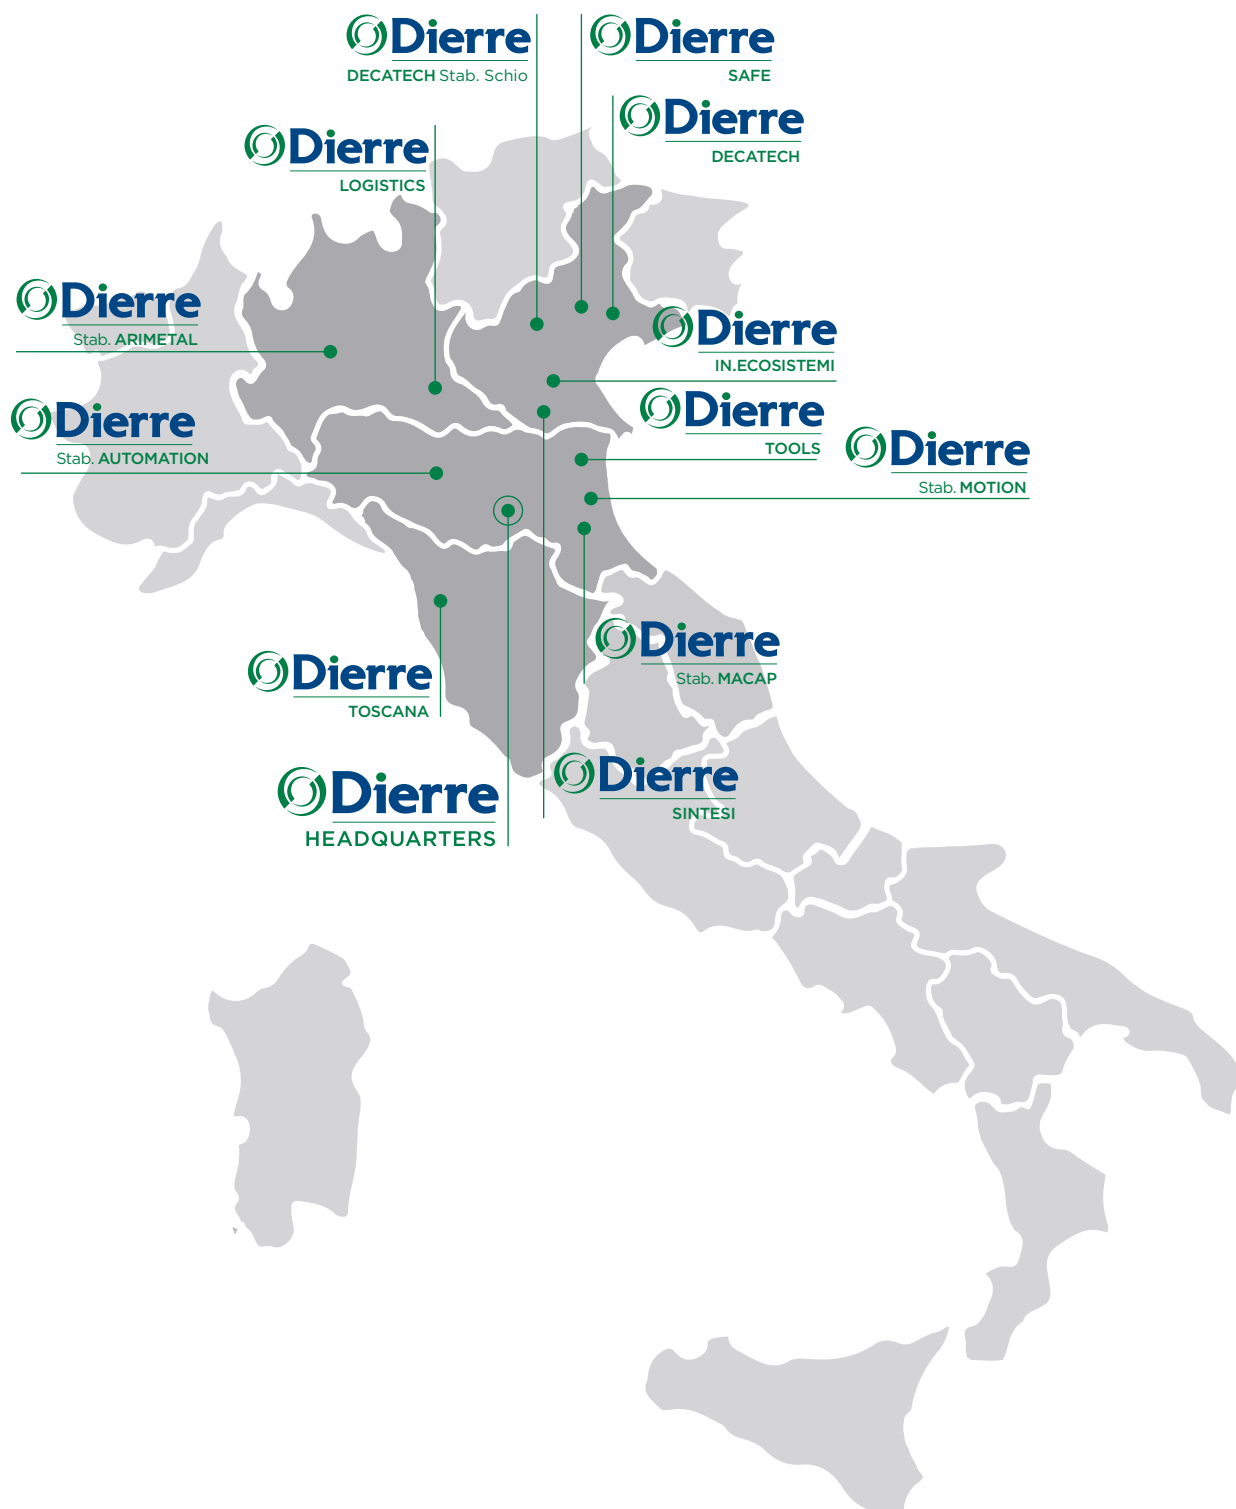 Dierre
DECATECH Stab. Schio
Dierre
SAFE
Dierre
DECATECH
Dierre
LOGISTICS
Dierre
Stab. ARIMETAL
Dierre
IN.ECOSISTEMI
Dierre
TOOLS
Dierre
Stab. AUTOMATION
Dierre
Stab. MOTION
Dierre
Stab. MACAP
Dierre
TOSCANA
Dierre
SINTESI
Dierre
HEADQUARTERS